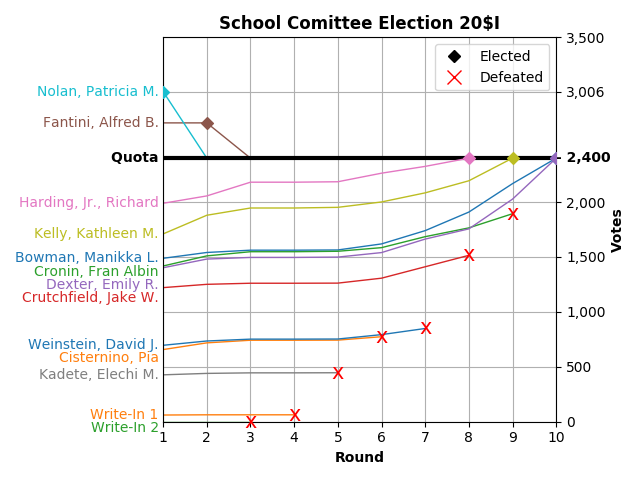 School Comittee Election 20$I
Elected
Defeated
3,500
3,006
2,400
2,000
1,500
1,000
500
0
Votes
Nolan, Patricia M.
Fantini, Alfred B.
Quota
Harding, Jr., Richard
Kelly, Kathleen M.
Bowman, Manikka L.
Cronin, Fran Albin
Dexter, Emily R.
Crutchfield, Jake W.
Weinstein, David J.
Cisternino, Pia
Kadete, Elechi M.
Write-In 1
Write-In 2
1 2 3 4 5 6 7 8 9 10
Round